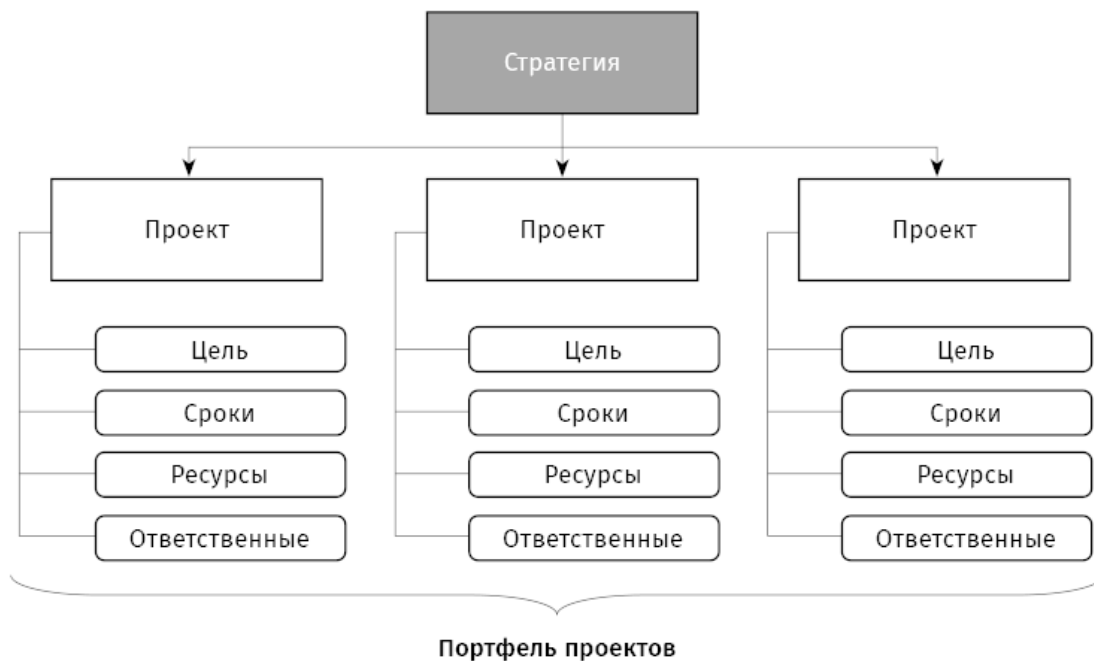 Стратегия
Проект
Проект
Проект
Цель
Цель
Цель
Сроки
Сроки
Сроки
Ресурсы
Ресурсы
Ресурсы
Ответственные
Ответственные
Ответственные
Портфель проектов